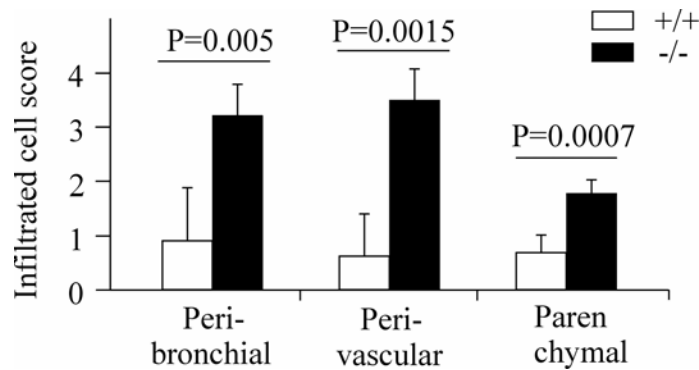 +/+
-/-
P=0.005
P=0.0015
P=0.0007
Infiltrated cell score
4
3
2
1
0
Peri-
bronchial
Peri-
vascular
Paren
chymal